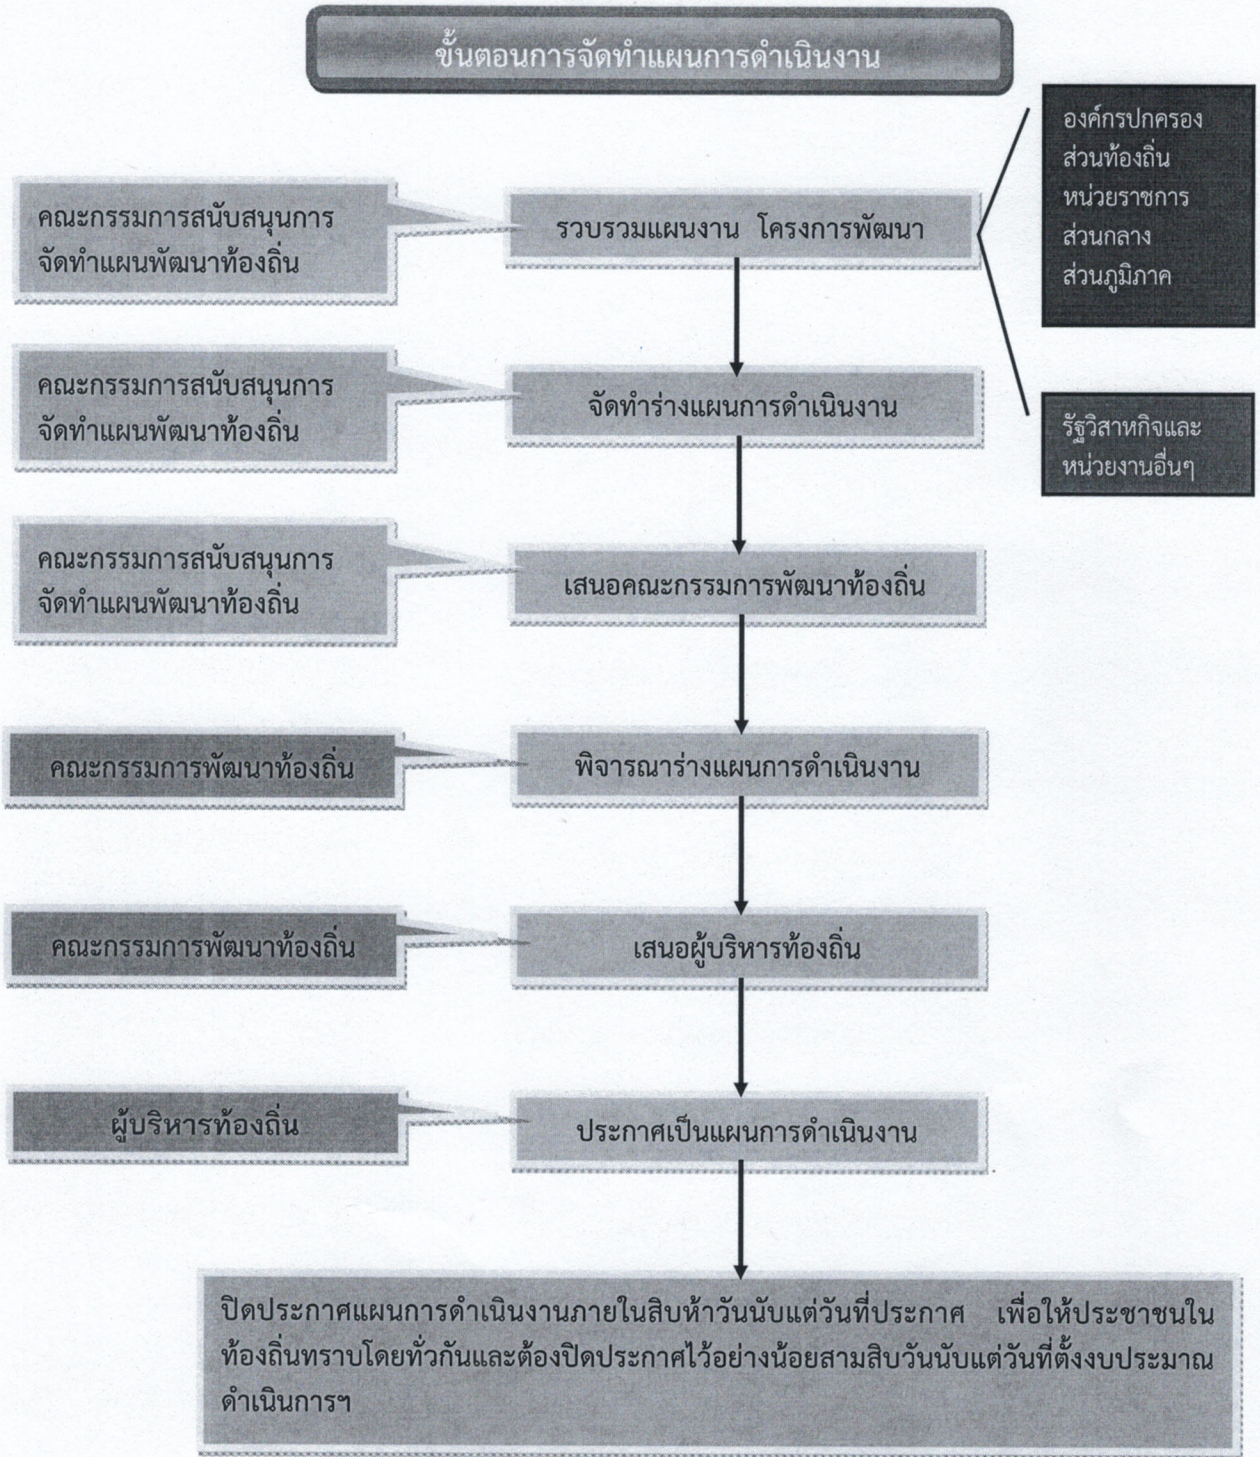 ขั้นตอนการจัดทำแผนการดำเนินงาน
องค์กรปกครอง
ส่วนท้องถิ่น
หน่วยราชการ
ส่วนกลาง
ส่วนภูมิภาค
คณะกรรมการสนับสนุนการ
จัดทำแผนพัฒนาท้องถิ่น
รวบรวมแผนงาน โครงการพัฒนา
คณะกรรมการสนับสนุนการ
จัดทำแผนพัฒนาท้องถิ่น
จัดทำร่างแผนการดำเนินงาน
รัฐวิสาหกิจและ
หน่วยงานอื่นๆ
คณะกรรมการสนับสนุนการ
จัดทำแผนพัฒนาท้องถิ่น
เสนอคณะกรรมการพัฒนาท้องถิ่น
คณะกรรมการพัฒนาท้องถิ่น
พิจารณาร่างแผนการดำเนินงาน
คณะกรรมการพัฒนาท้องถิ่น
เสนอผู้บริหารท้องถิ่น
ผู้บริหารท้องถิ่น
ประกาศเป็นแผนการดำเนินงาน
ปิดประกาศแผนการดำเนินงานภายในสิบห้าวันนับแต่วันที่ประกาศ เพื่อให้ประชาชนใน
ท้องถิ่นทราบโดยทั่วกันและต้องปิดประกาศไว้อย่างน้อยสามสิบวันนับแต่วันที่ตั้งงบประมาณ
ดำเนินการฯ